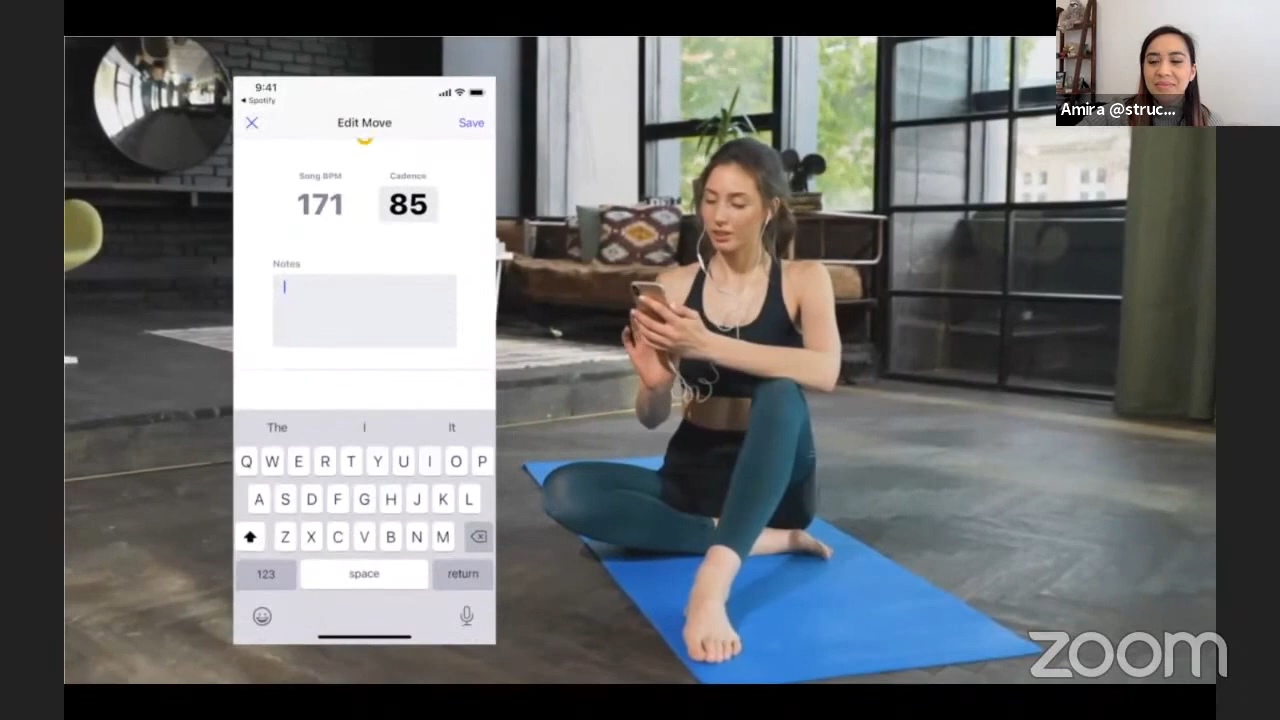 Amira @struc...
9:41
Spotify
Edit Move
Save
Song BPM
Cadence
171
85
Notes
The
i
It
Q W E R T Y U I O P
A S D F G H J K L
Z X C V B N M
123
space
return
zoom